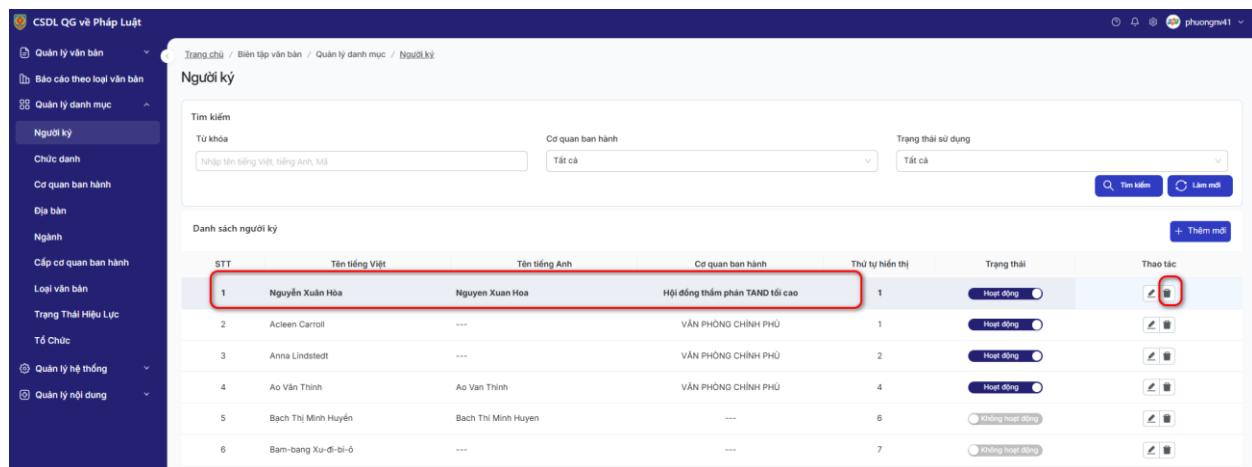 CSDL QG về Pháp Luật
phuongnv41
Quản lý văn bản
Báo cáo theo loại văn bản
Quản lý danh mục
Người ký
Chức danh
Cơ quan ban hành
Địa bàn
Ngành
Cấp cơ quan ban hành
Loại văn bản
Trạng Thái Hiệu Lực
Tổ Chức
Quản lý hệ thống
Quản lý nội dung
Trang chủ / Biên tập văn bản / Quản lý danh mục / Người ký
Người ký
Tìm kiếm
Từ khóa Cơ quan ban hành Trạng thái sử dụng
Nhập tên tiếng Việt, tiếng Anh, Mã Tất cả Tất cả
Tìm kiếm Làm mới
Danh sách người ký + Thêm mới
STT Tên tiếng Việt Tên tiếng Anh Cơ quan ban hành Thứ tự hiển thị Trạng thái Thao tác
1 Nguyễn Xuân Hòa Nguyen Xuan Hoa Hội đồng thẩm phán TAND tối cao 1 Hoạt động
2 Acleen Carroll --- VĂN PHÒNG CHÍNH PHỦ 1 Hoạt động
3 Anna Lindstedt --- VĂN PHÒNG CHÍNH PHỦ 2 Hoạt động
4 Ao Văn Thinh Ao Van Thinh VĂN PHÒNG CHÍNH PHỦ 4 Hoạt động
5 Bạch Thị Minh Huyền Bach Thi Minh Huyen --- 6 Không hoạt động
6 Bam-bang Xu-đi-bi-ô --- --- 7 Không hoạt động